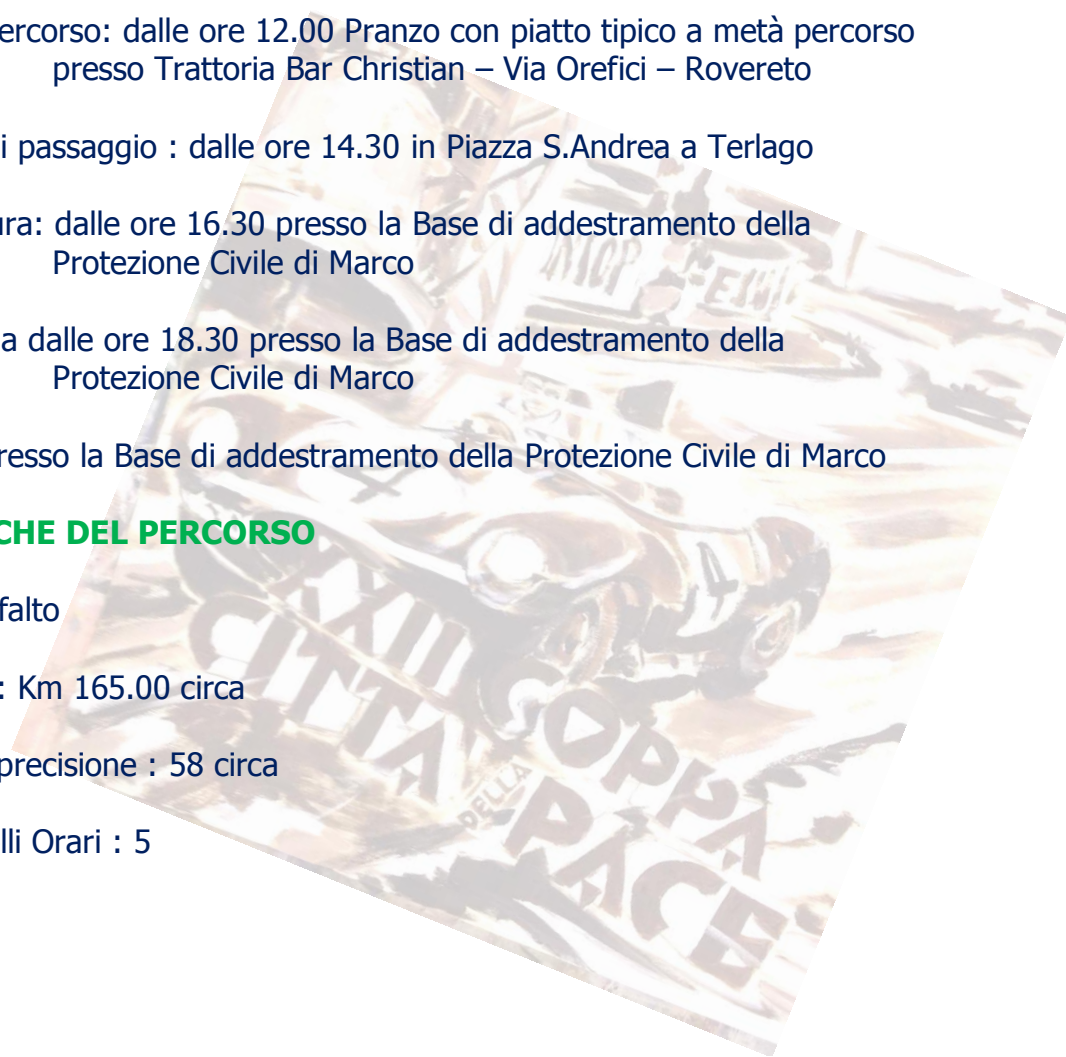 ercorso: dalle ore 12.00 Pranzo con piatto tipico a metà percorso
presso Trattoria Bar Christian – Via Orefici – Rovereto
i passaggio : dalle ore 14.30 in Piazza S.Andrea a Terlago
ura: dalle ore 16.30 presso la Base di addestramento della
Protezione Civile di Marco
a dalle ore 18.30 presso la Base di addestramento della
Protezione Civile di Marco
resso la Base di addestramento della Protezione Civile di Marco
CHE DEL PERCORSO
falto
: Km 165.00 circa
precisione : 58 circa
lli Orari : 5
XXII COPPA
CITTA DELLA PACE